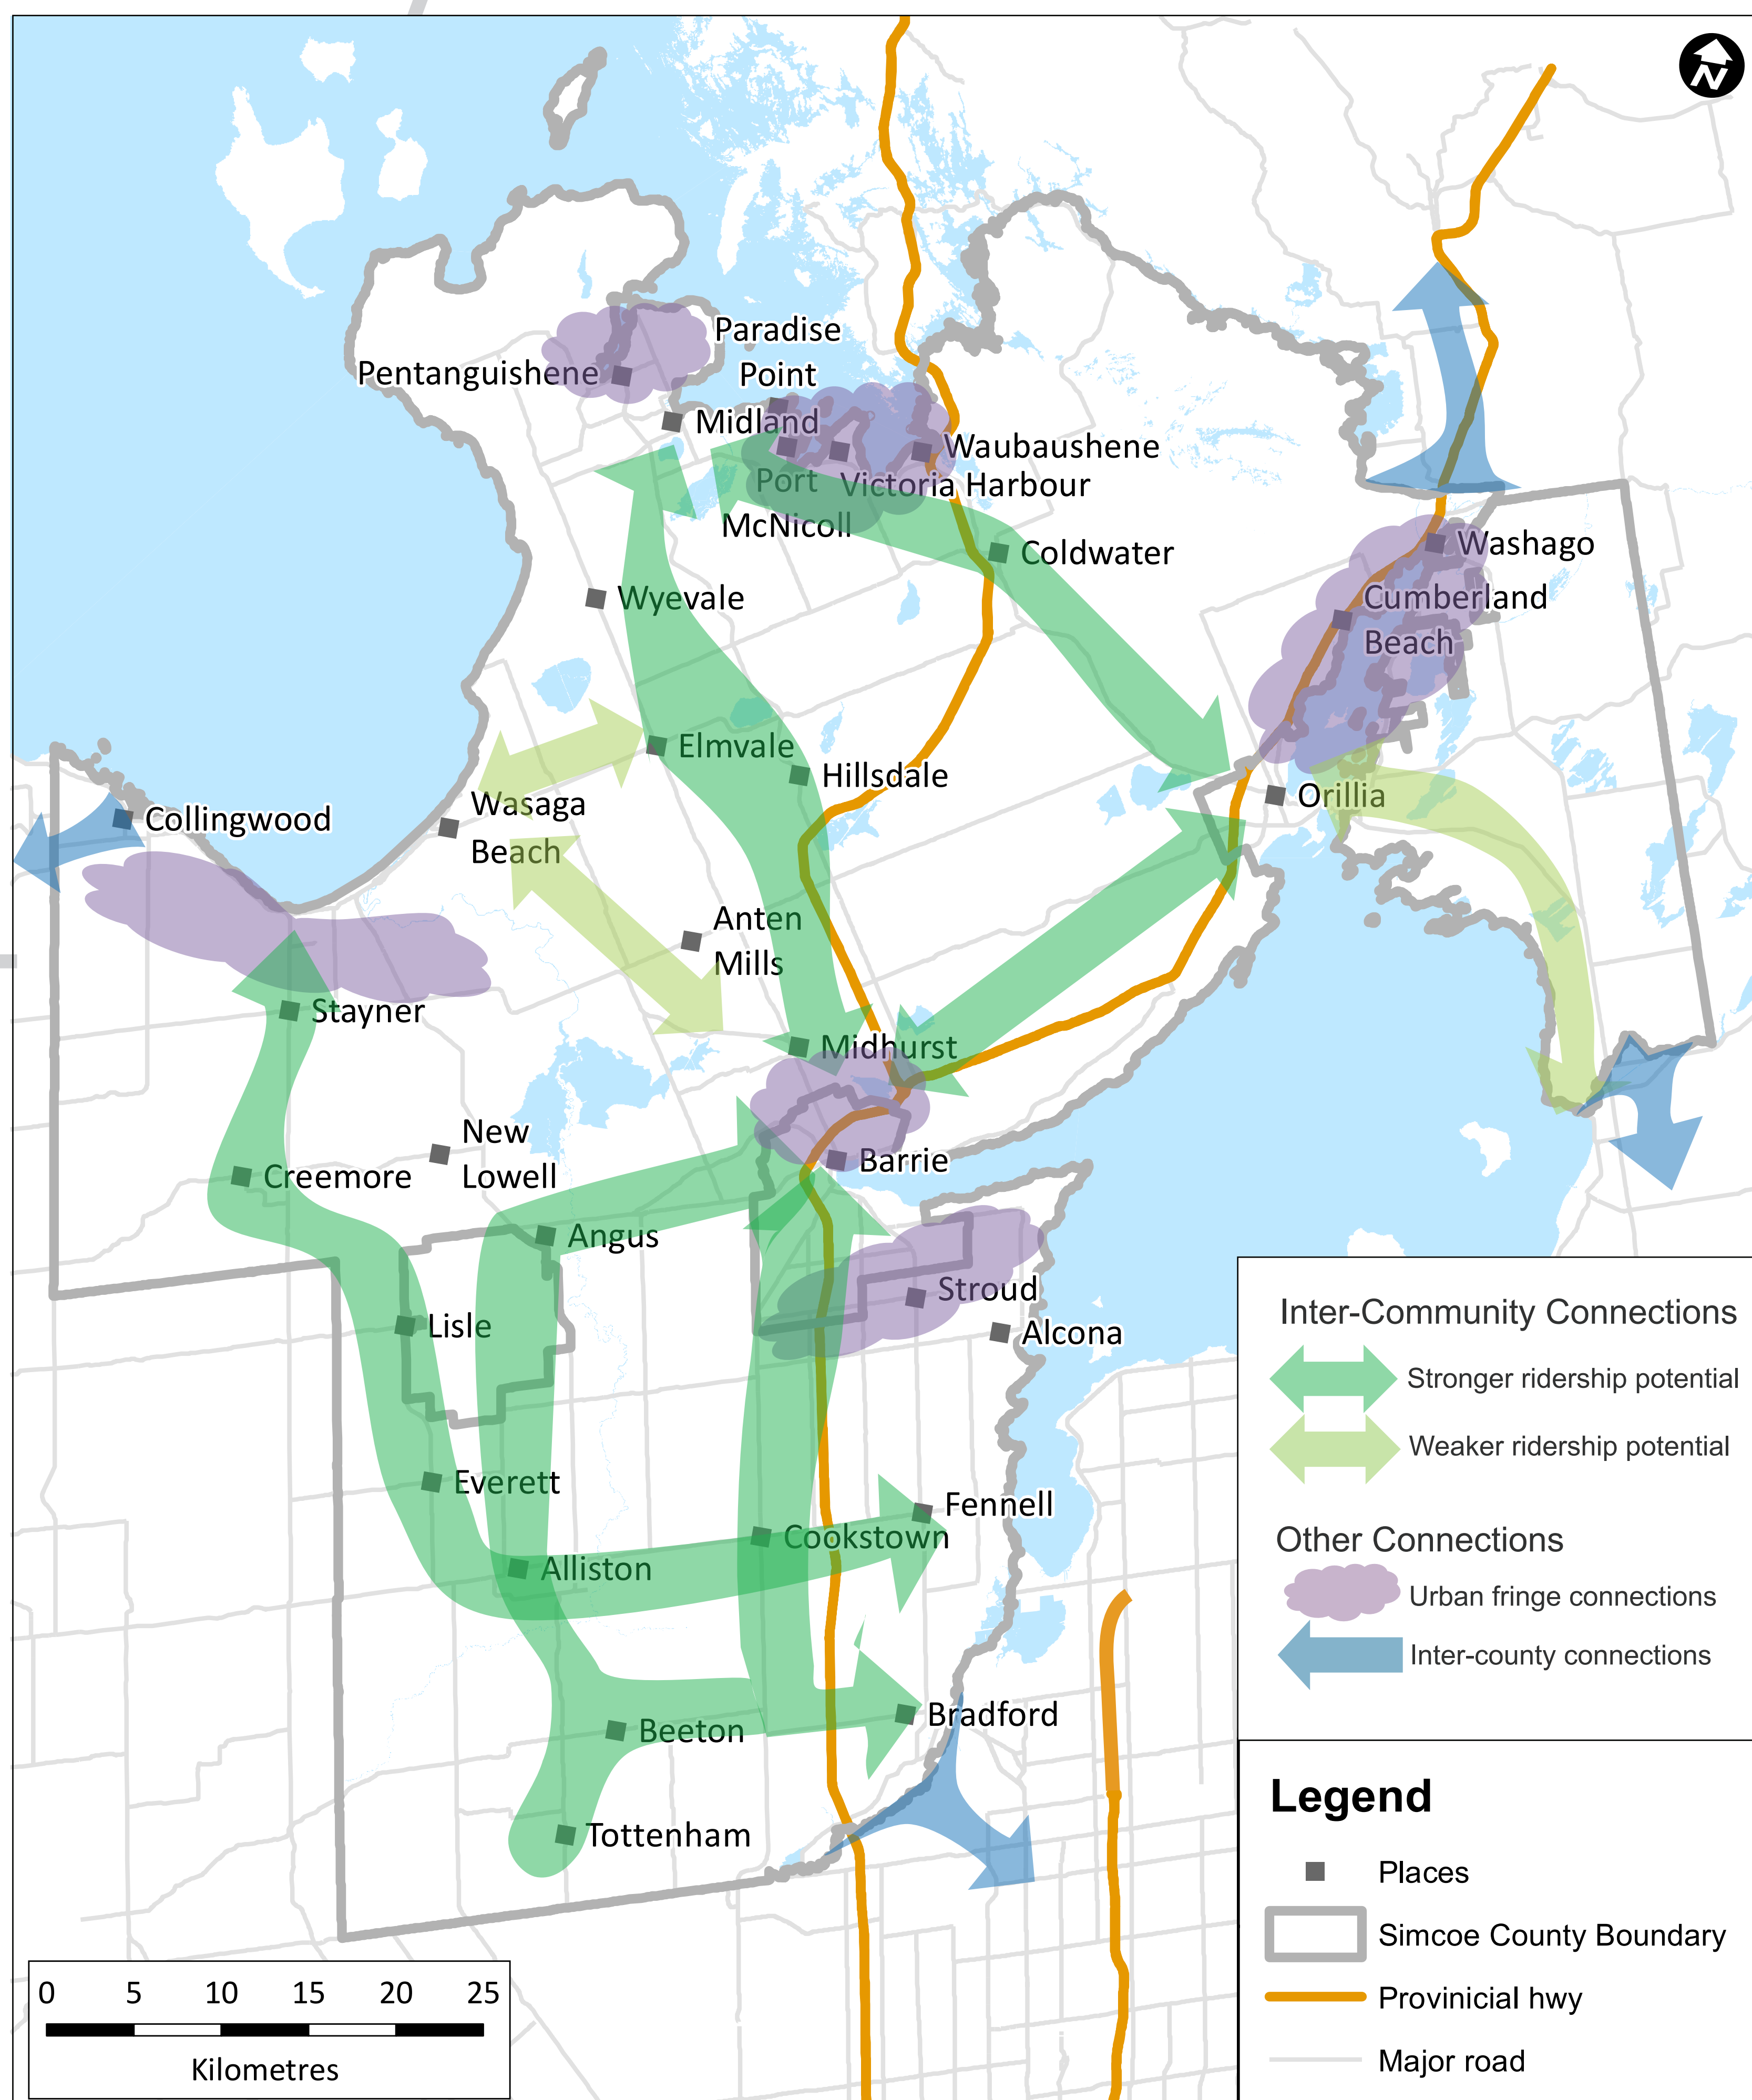 N
Paradise
Point
Pentanguishene
Midland
Waubaushene
Port
Victoria Harbour
McNicoll
Coldwater
Washago
Cumberland
Beach
Wyevale
Elmvale
Hillsdale
Orillia
Wasaga
Beach
Collingwood
Anten
Mills
Stayner
Midhurst
New
Lowell
Creemore
Barrie
Angus
Stroud
Alcona
Lisle
Everett
Fennell
Cookstown
Alliston
Bradford
Beeton
Tottenham
Inter-Community Connections
Stronger ridership potential
Weaker ridership potential
Other Connections
Urban fringe connections
Inter-county connections
Legend
Places
Simcoe County Boundary
Provinicial hwy
Major road
0 5 10 15 20 25
Kilometres